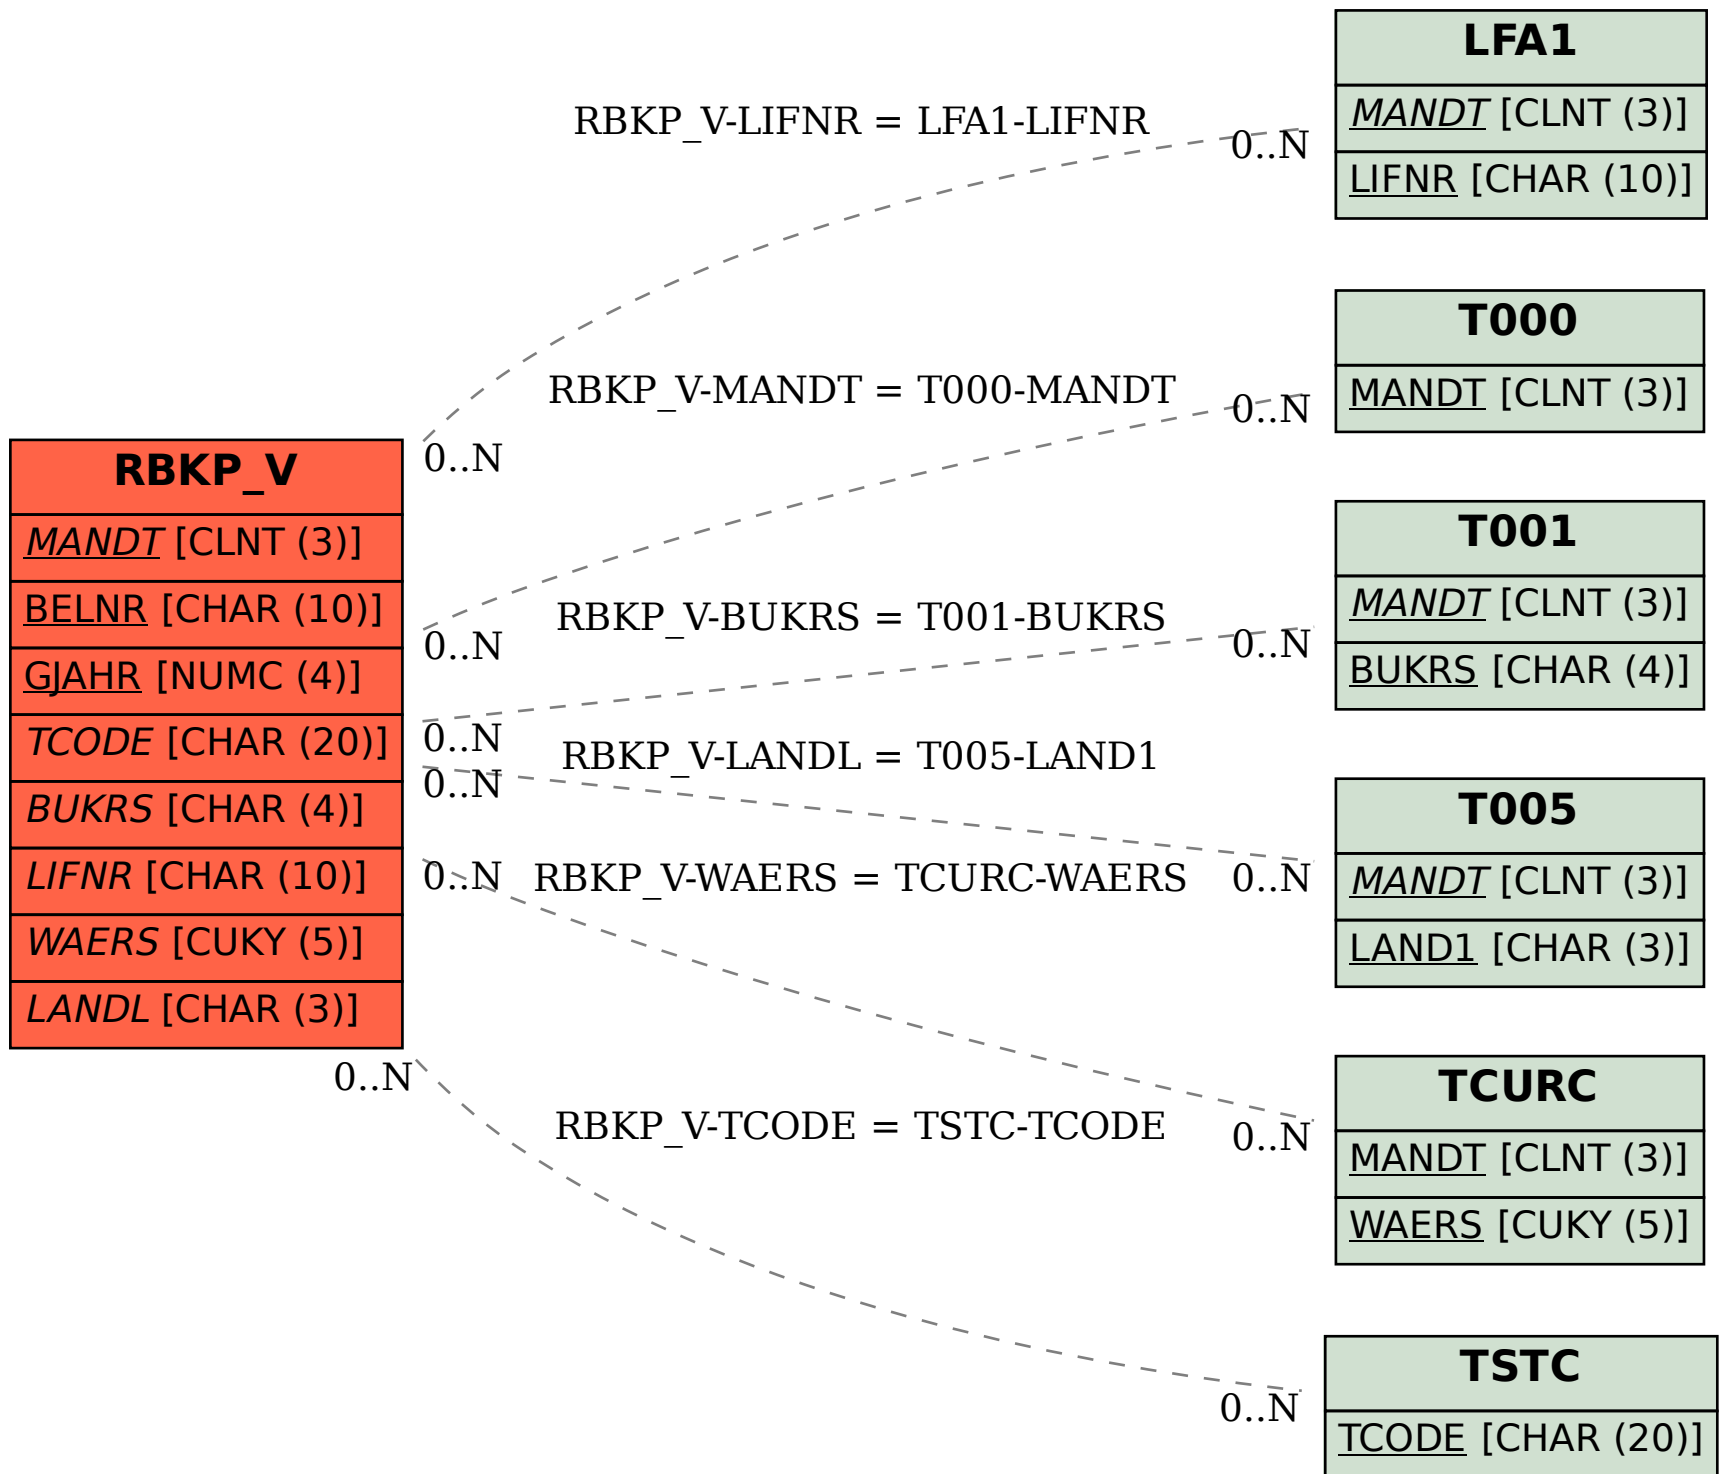 RBKP_V
MANDT [CLNT (3)]
BELNR [CHAR (10)]
GJAHR [NUMC (4)]
TCODE [CHAR (20)]
BUKRS [CHAR (4)]
LIFNR [CHAR (10)]
WAERS [CUKY (5)]
LANDL [CHAR (3)]
RBKP_V-LIFNR = LFA1-LIFNR
0..N
0..N
RBKP_V-MANDT = T000-MANDT
0..N
0..N
RBKP_V-BUKRS = T001-BUKRS
0..N
0..N
RBKP_V-LANDL = T005-LAND1
0..N
0..N
RBKP_V-WAERS = TCURC-WAERS
0..N
0..N
RBKP_V-TCODE = TSTC-TCODE
0..N
0..N
LFA1
MANDT [CLNT (3)]
LIFNR [CHAR (10)]
T000
MANDT [CLNT (3)]
T001
MANDT [CLNT (3)]
BUKRS [CHAR (4)]
T005
MANDT [CLNT (3)]
LAND1 [CHAR (3)]
TCURC
MANDT [CLNT (3)]
WAERS [CUKY (5)]
TSTC
TCODE [CHAR (20)]